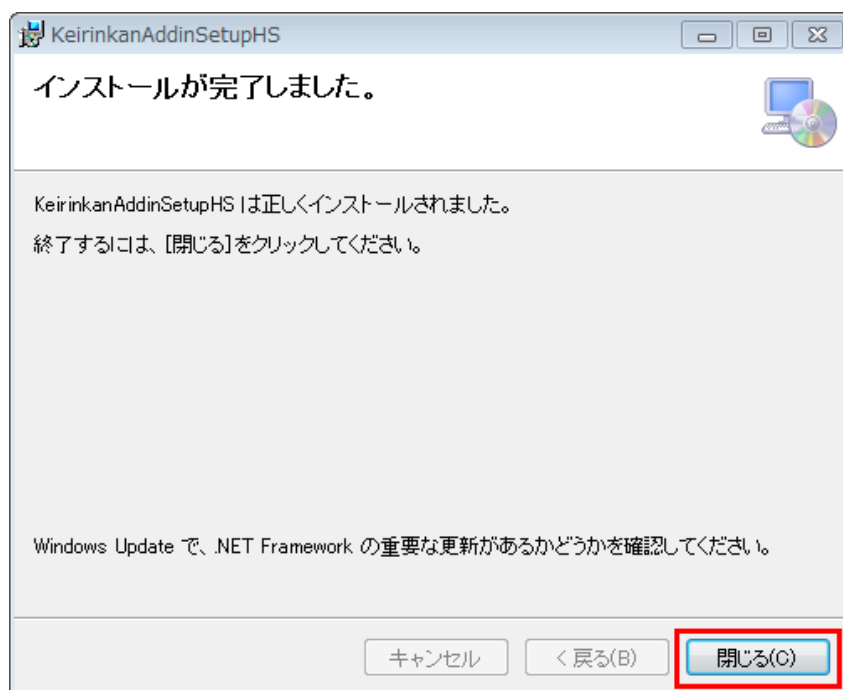 KeirinkanAddinSetupHS
インストールが完了しました。
KeirinkanAddinSetupHS は正しくインストールされました。
終了するには、[閉じる]をクリックしてください。
Windows Update で、.NET Framework の重要な更新があるかどうかを確認してください。
キャンセル
< 戻る(B)
閉じる(C)